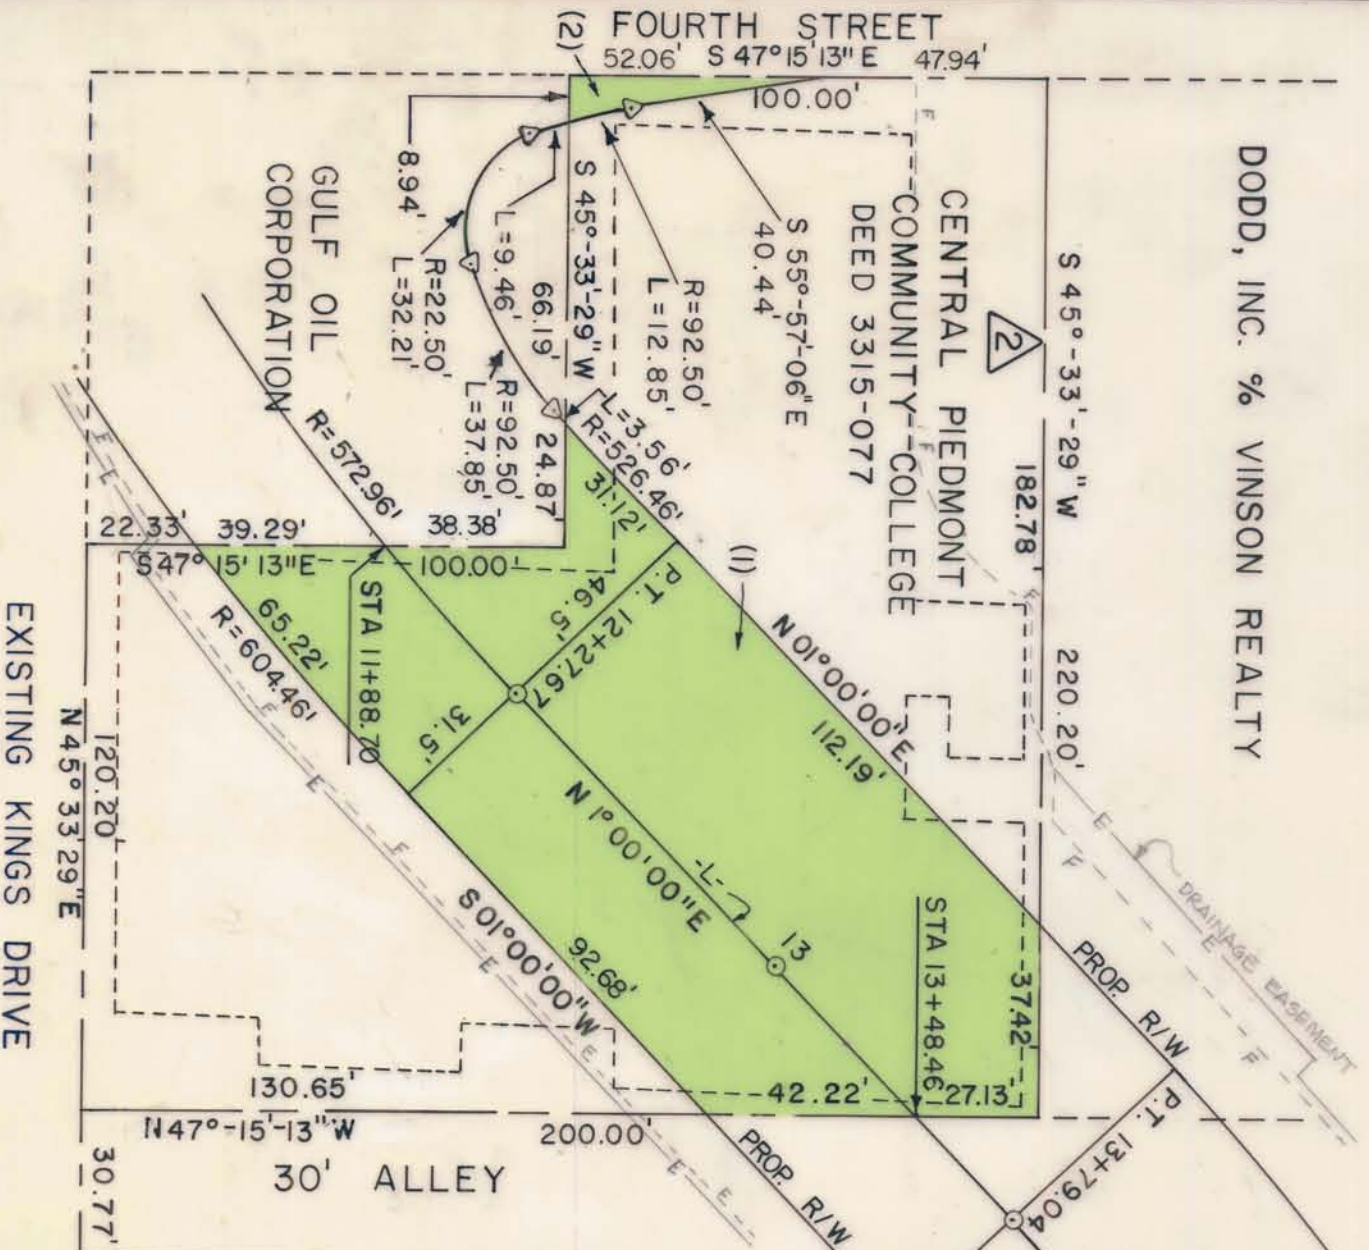 FOURTH STREET
(2)
52.06' S 47°15'13" E 47.94'
100.00'
F
8.94'
GULF OIL
CORPORATION
R=22.50'
L=32.21'
L=9.46'
66.19'
S 45°-33'-29" W
R=92.50'
L=12.85'
S 55°-57'-06" E
40.44'
CENTRAL PIEDMONT
COMMUNITY COLLEGE
DEED 3315-077
2
S 45°-33'-29" W
182.78'
220.20'
DODD, INC. % VINSON REALTY
R=92.50'
L=37.85'
24.87'
L=3.56'
R=526.46'
31.12'
R=572.96'
22.33' 39.29' 38.38'
S 47° 15' 13" E 100.00'
STA 11+88.70
65.22'
R=604.46'
46.5'
P.T. 12+27.67
31.5'
(1)
N 01°00'00" E
112.19'
N 1°00'00" E
-L-
13
S 01°00'00" W
92.68'
STA 13+48.46
37.42'
PROP. R/W
DRAINAGE EASEMENT
E
E
F
F
F
E
E
E
F
E
F
E
E
E
E
42.22' 27.13'
130.65'
N 47°-15'-13" W 200.00'
30' ALLEY
PROP. R/W
P.T. 13+79.04
EXISTING KINGS DRIVE
N 45° 33' 29" E
120.20'
30.77'